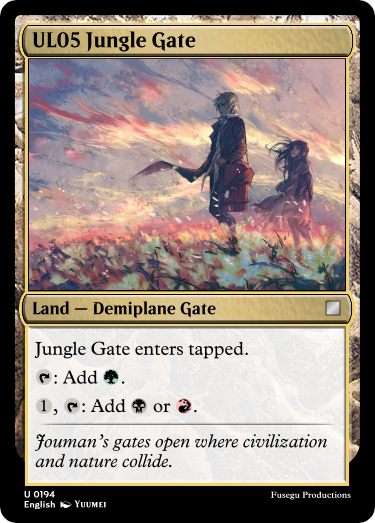 UL05 Jungle Gate
Land — Demiplane Gate
Jungle Gate enters tapped.
: Add .
1, : Add or .
Jouman's gates open where civilization
and nature collide.
U 0194
English YUUMEI
Fusegu Productions